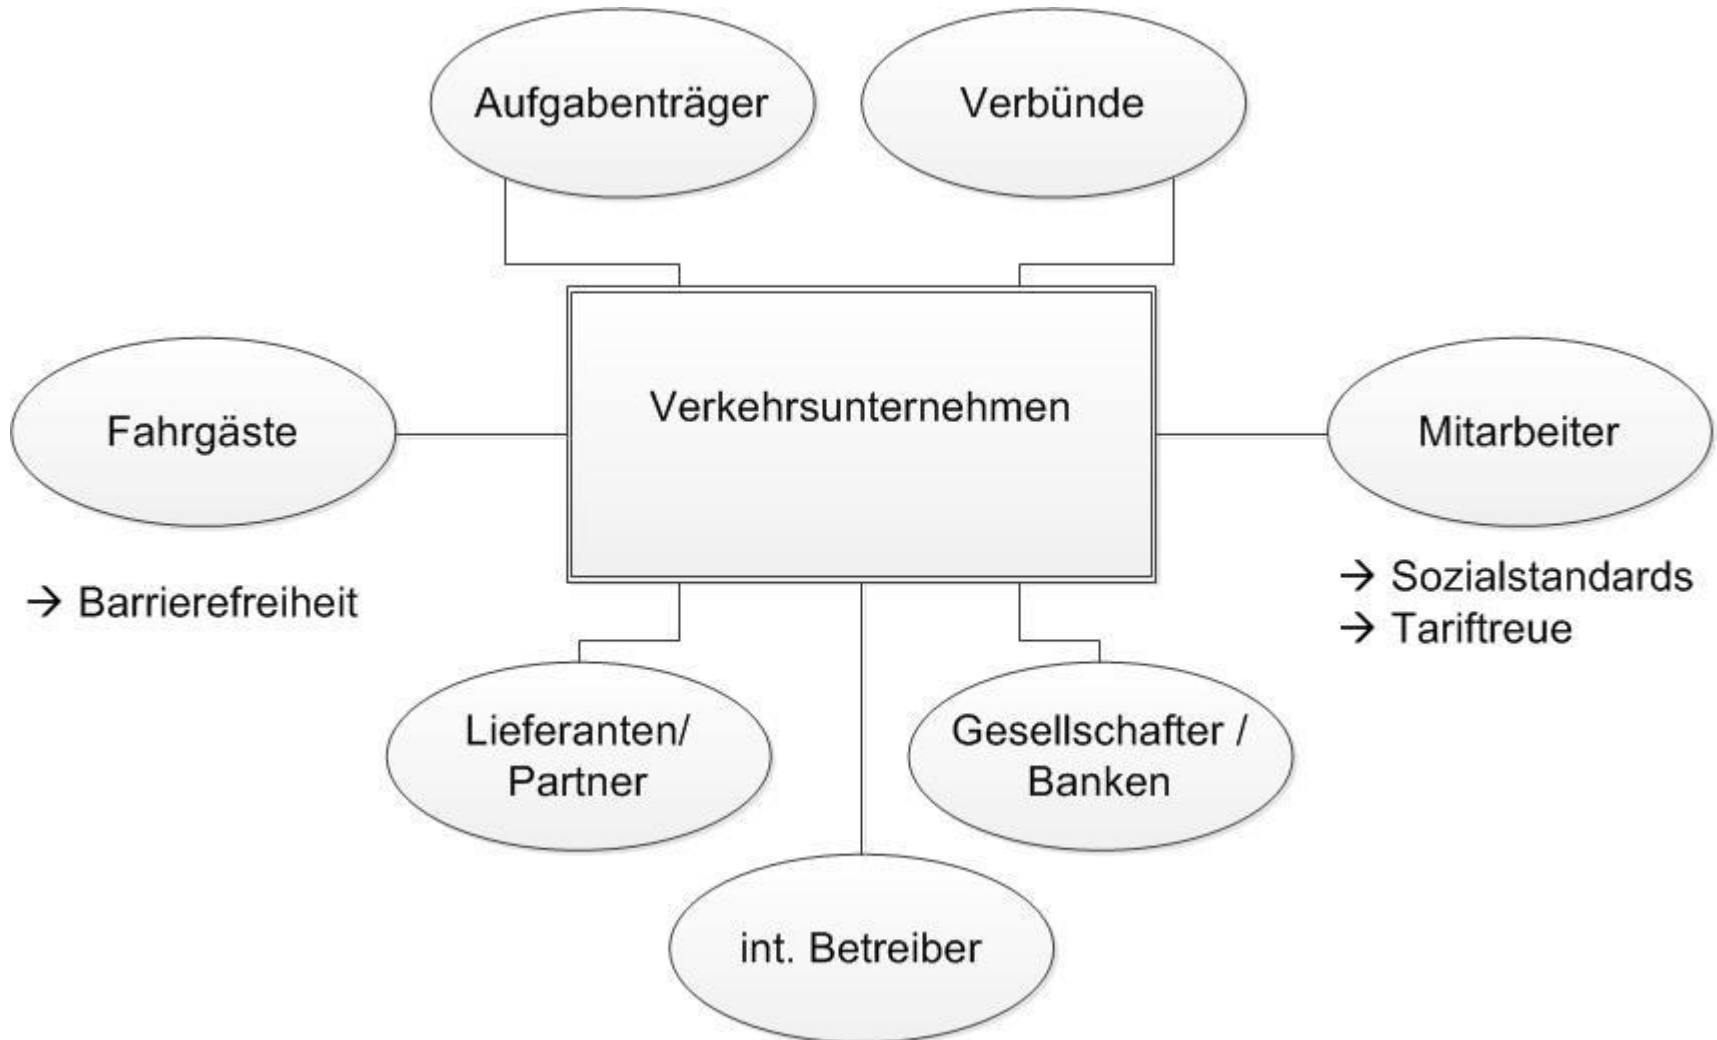 Aufgabenträger
Verbünde
Verkehrsunternehmen
Fahrgäste
Mitarbeiter
→ Barrierefreiheit
→ Sozialstandards
→ Tariftreue
Lieferanten/
Partner
Gesellschafter /
Banken
int. Betreiber